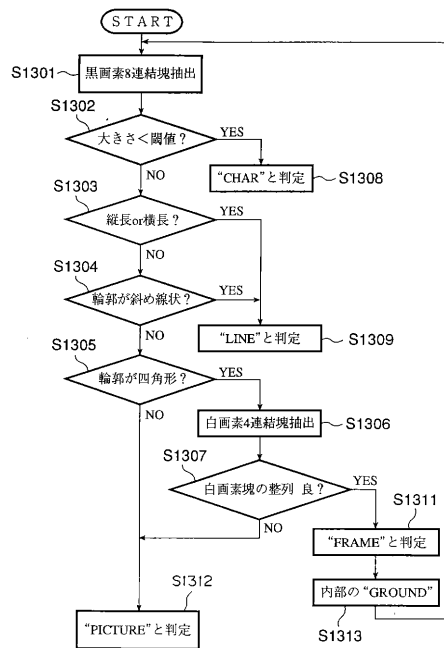 START
S1301
黒画素8連結塊抽出
S1302
大きさ<閾値?
YES
NO
"CHAR"と判定
S1308
S1303
縦長or横長?
YES
NO
S1304
輪郭が斜め線状?
YES
NO
"LINE"と判定
S1309
S1305
輪郭が四角形?
YES
NO
白画素4連結塊抽出
S1306
S1307
白画素塊の整列 良?
YES
NO
S1311
"FRAME"と判定
内部の"GROUND"
S1313
S1312
"PICTURE"と判定